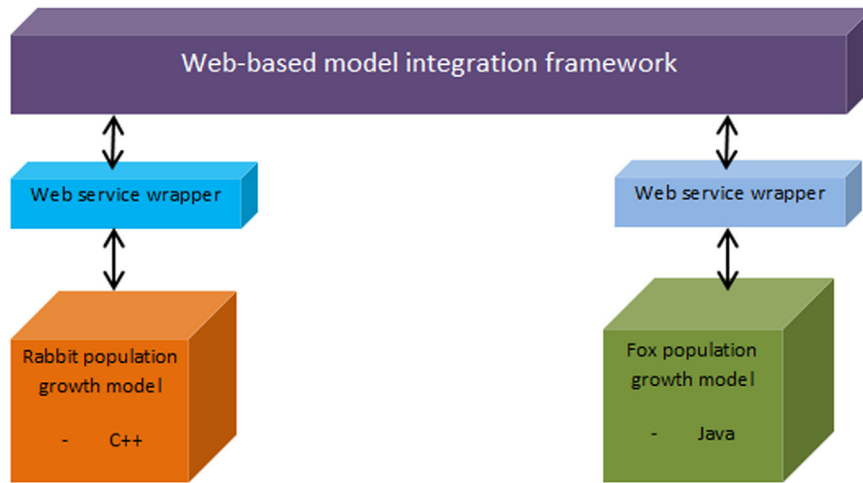 Web-based model integration framework
Web service wrapper
Web service wrapper
Rabbit population
growth model
- C++
Fox population
growth model
- Java